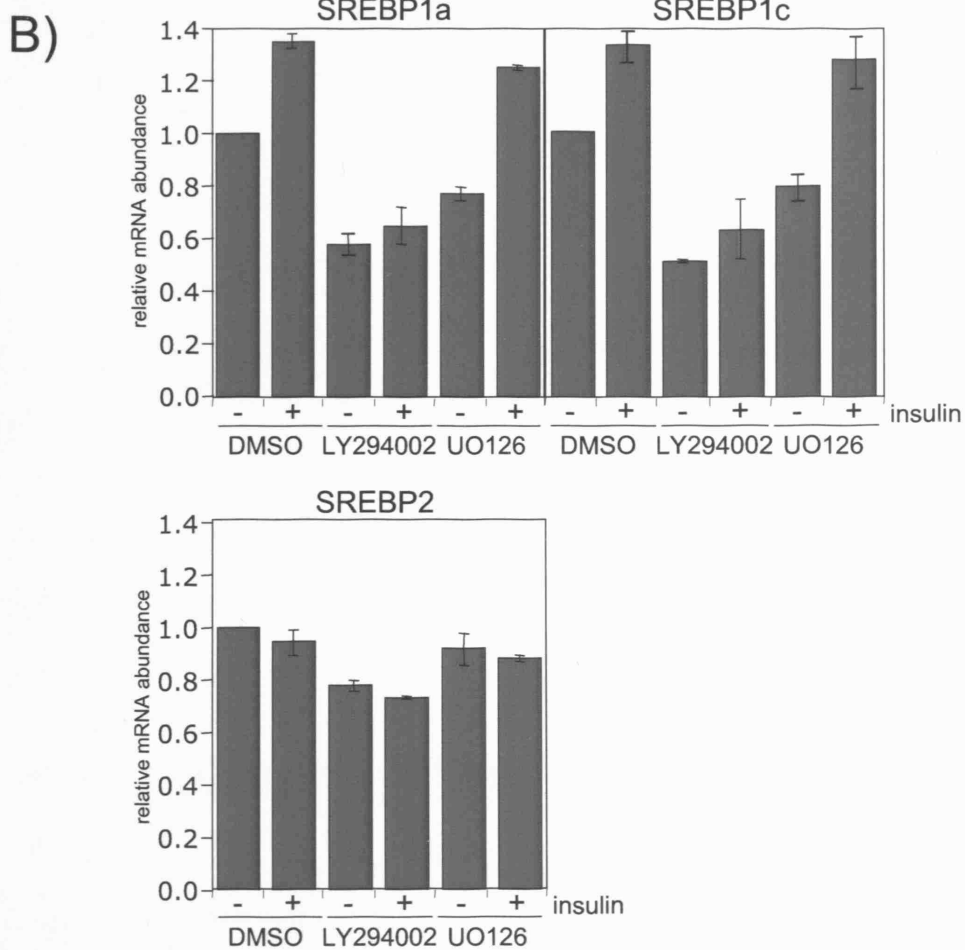 B)
SREBP1a SREBP1c
relative mRNA abundance
1.4
1.2
1.0
0.8
0.6
0.4
0.2
0.0
- + - + - + - + - + - + insulin
DMSO LY294002 UO126 DMSO LY294002 UO126
SREBP2
relative mRNA abundance
1.4
1.2
1.0
0.8
0.6
0.4
0.2
0.0
- + - + - + insulin
DMSO LY294002 UO126